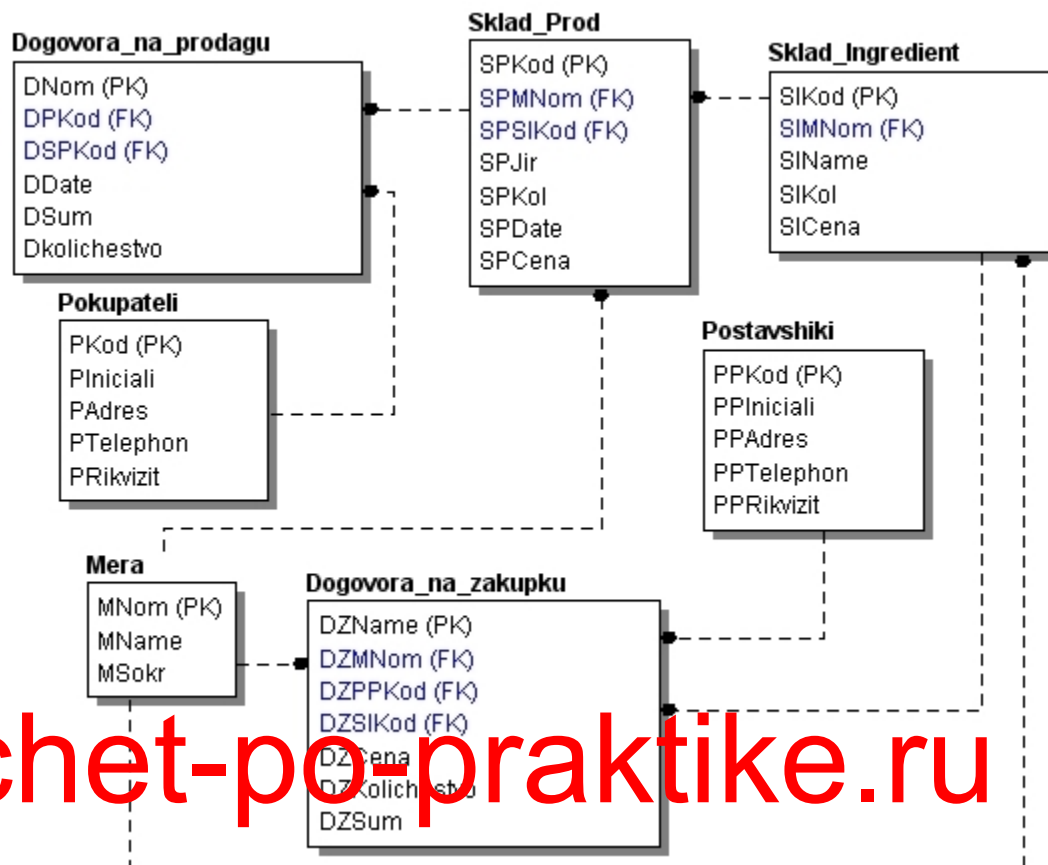 Dogovora_na_prodagu
DNom (PK)
DPKod (FK)
DSPKod (FK)
DDate
DSum
Dkolichestvo
Sklad_Prod
SPKod (PK)
SPMNom (FK)
SPSIKod (FK)
SPJir
SPKol
SPDate
SPCena
Sklad_Ingredient
SIKod (PK)
SIMNom (FK)
SIName
SIKol
SICena
Pokupateli
PKod (PK)
PIniciali
PAdres
PTelephon
PRikvizit
Postavshiki
PPKod (PK)
PPIniciali
PPAdres
PPTelephon
PPRikvizit
Mera
MNom (PK)
MName
MSokr
Dogovora_na_zakupku
DZName (PK)
DZMNom (FK)
DZPPKod (FK)
DZSIKod (FK)
DZCena
DZKolichestvo
DZSum
chet-po-praktike.ru